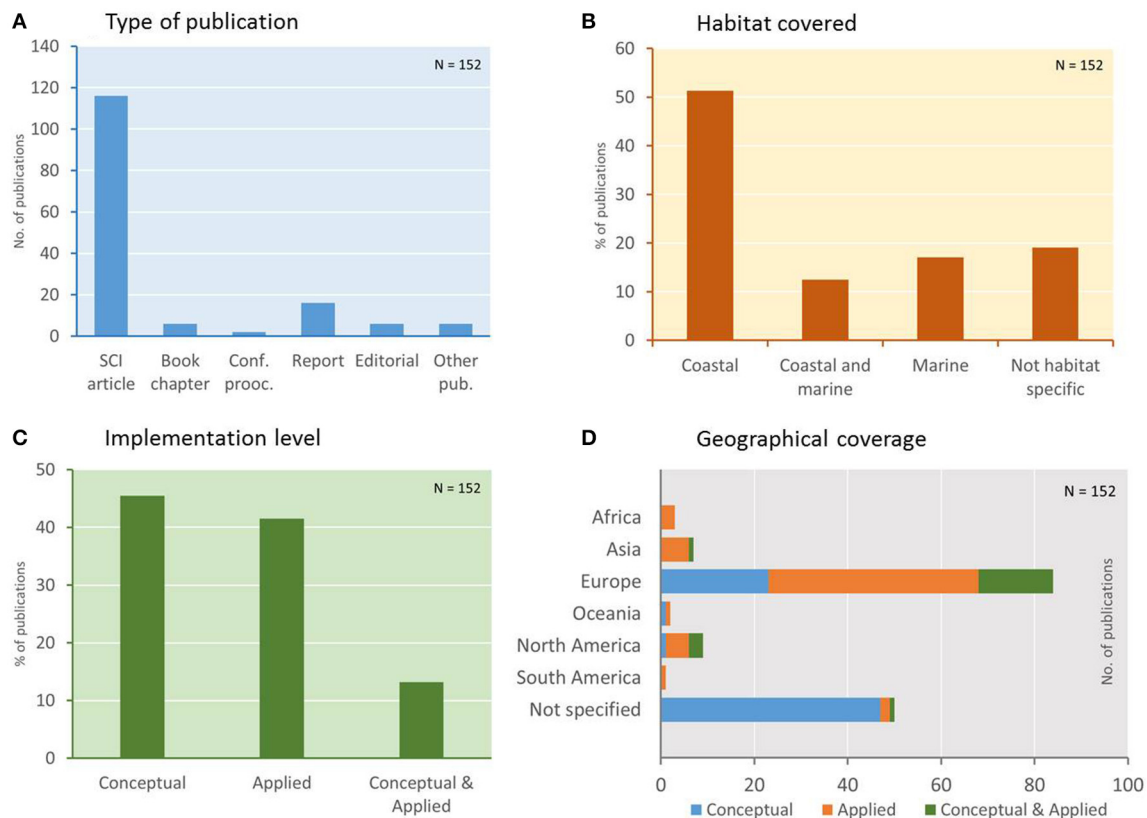 A Type of publication
140
120
100
80
60
40
20
0
No. of publications
N = 152
SCI article
Book chapter
Conf. prooc.
Report
Editorial
Other pub.
B Habitat covered
60
50
40
30
20
10
0
% of publications
N = 152
Coastal
Coastal and marine
Marine
Not habitat specific
C Implementation level
50
40
30
20
10
0
% of publications
N = 152
Conceptual
Applied
Conceptual & Applied
D Geographical coverage
N = 152
Africa
Asia
Europe
Oceania
North America
South America
Not specified
No. of publications
0 20 40 60 80 100
Conceptual Applied Conceptual & Applied